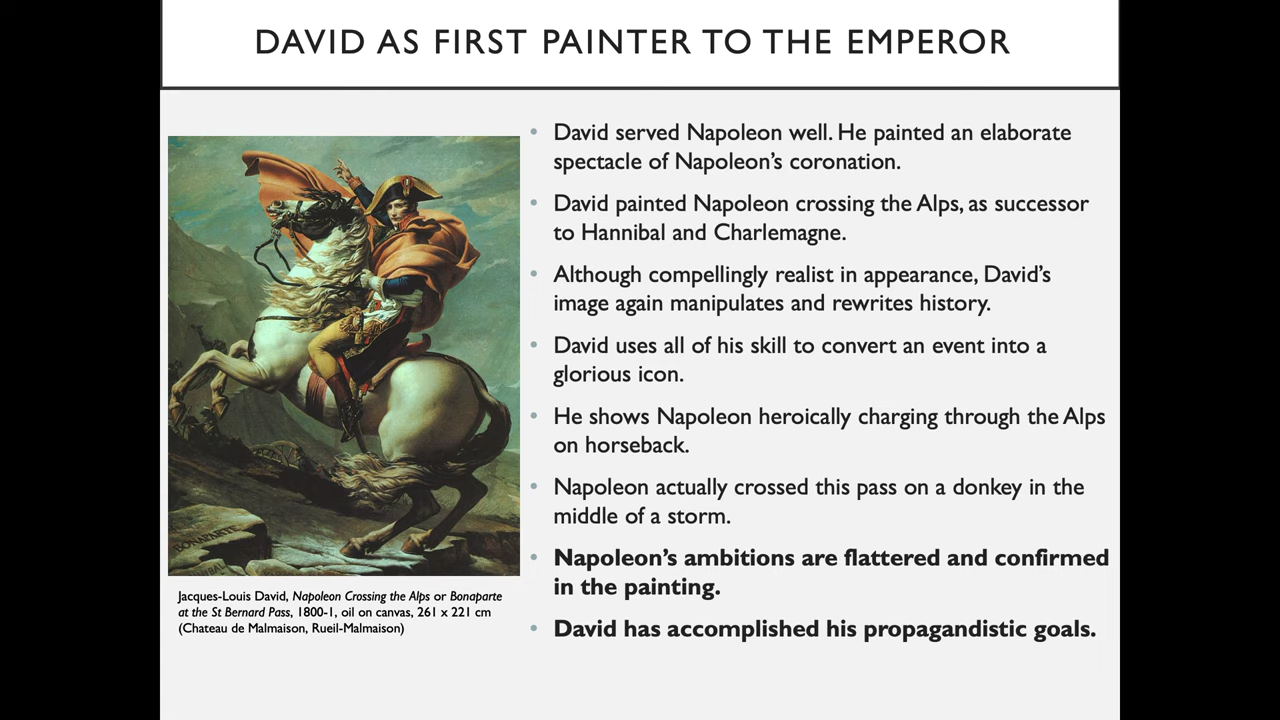 DAVID AS FIRST PAINTER TO THE EMPEROR
• David served Napoleon well. He painted an elaborate
spectacle of Napoleon's coronation.
• David painted Napoleon crossing the Alps, as successor
to Hannibal and Charlemagne.
• Although compellingly realist in appearance, David's
image again manipulates and rewrites history.
• David uses all of his skill to convert an event into a
glorious icon.
• He shows Napoleon heroically charging through the Alps
on horseback.
• Napoleon actually crossed this pass on a donkey in the
middle of a storm.
• Napoleon's ambitions are flattered and confirmed
in the painting.
• David has accomplished his propagandistic goals.
BONAPARTE
Jacques-Louis David, Napoleon Crossing the Alps or Bonaparte
at the St Bernard Pass, 1800-1, oil on canvas, 261 x 221 cm
(Chateau de Malmaison, Rueil-Malmaison)